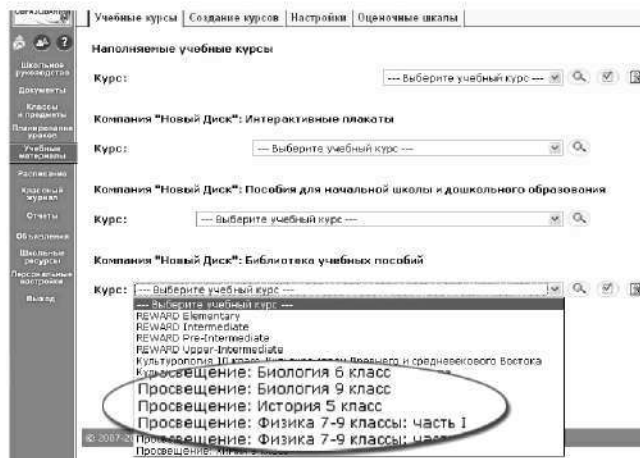 Учебные курсы Создание курсов Настройки Оценочные шкалы
Наполняемые учебные курсы
Курс: --- Выберите учебный курс ---
Компания "Новый Диск": Интерактивные плакаты
Курс: --- Выберите учебный курс ---
Компания "Новый Диск": Пособия для начальной школы и дошкольного образования
Курс: --- Выберите учебный курс ---
Компания "Новый Диск": Библиотека учебных пособий
Курс: --- Выберите учебный курс ---
--- Выберите учебный курс ---
REWARD Elementary
REWARD Intermediate
REWARD Pre-Intermediate
REWARD Upper-Intermediate
Культурология 10 класс Древнего и средневекового Востока
Просвещение: Биология 6 класс
Просвещение: Биология 9 класс
Просвещение: История 5 класс
Просвещение: Физика 7-9 классы: часть I
Просвещение: Физика 7-9 классы:
Школьное руководство
Документы
Классы и предметы
Планирование уроков
Учебные материалы
Расписание
Классный журнал
Отчеты
Объявления
Школьные ресурсы
Персональные настройки
Выход